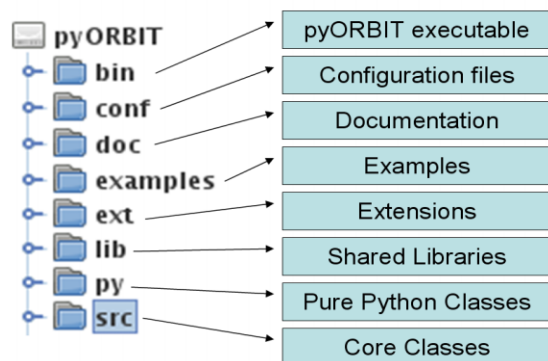 pyORBIT
bin
conf
doc
examples
ext
lib
py
src
pyORBIT executable
Configuration files
Documentation
Examples
Extensions
Shared Libraries
Pure Python Classes
Core Classes